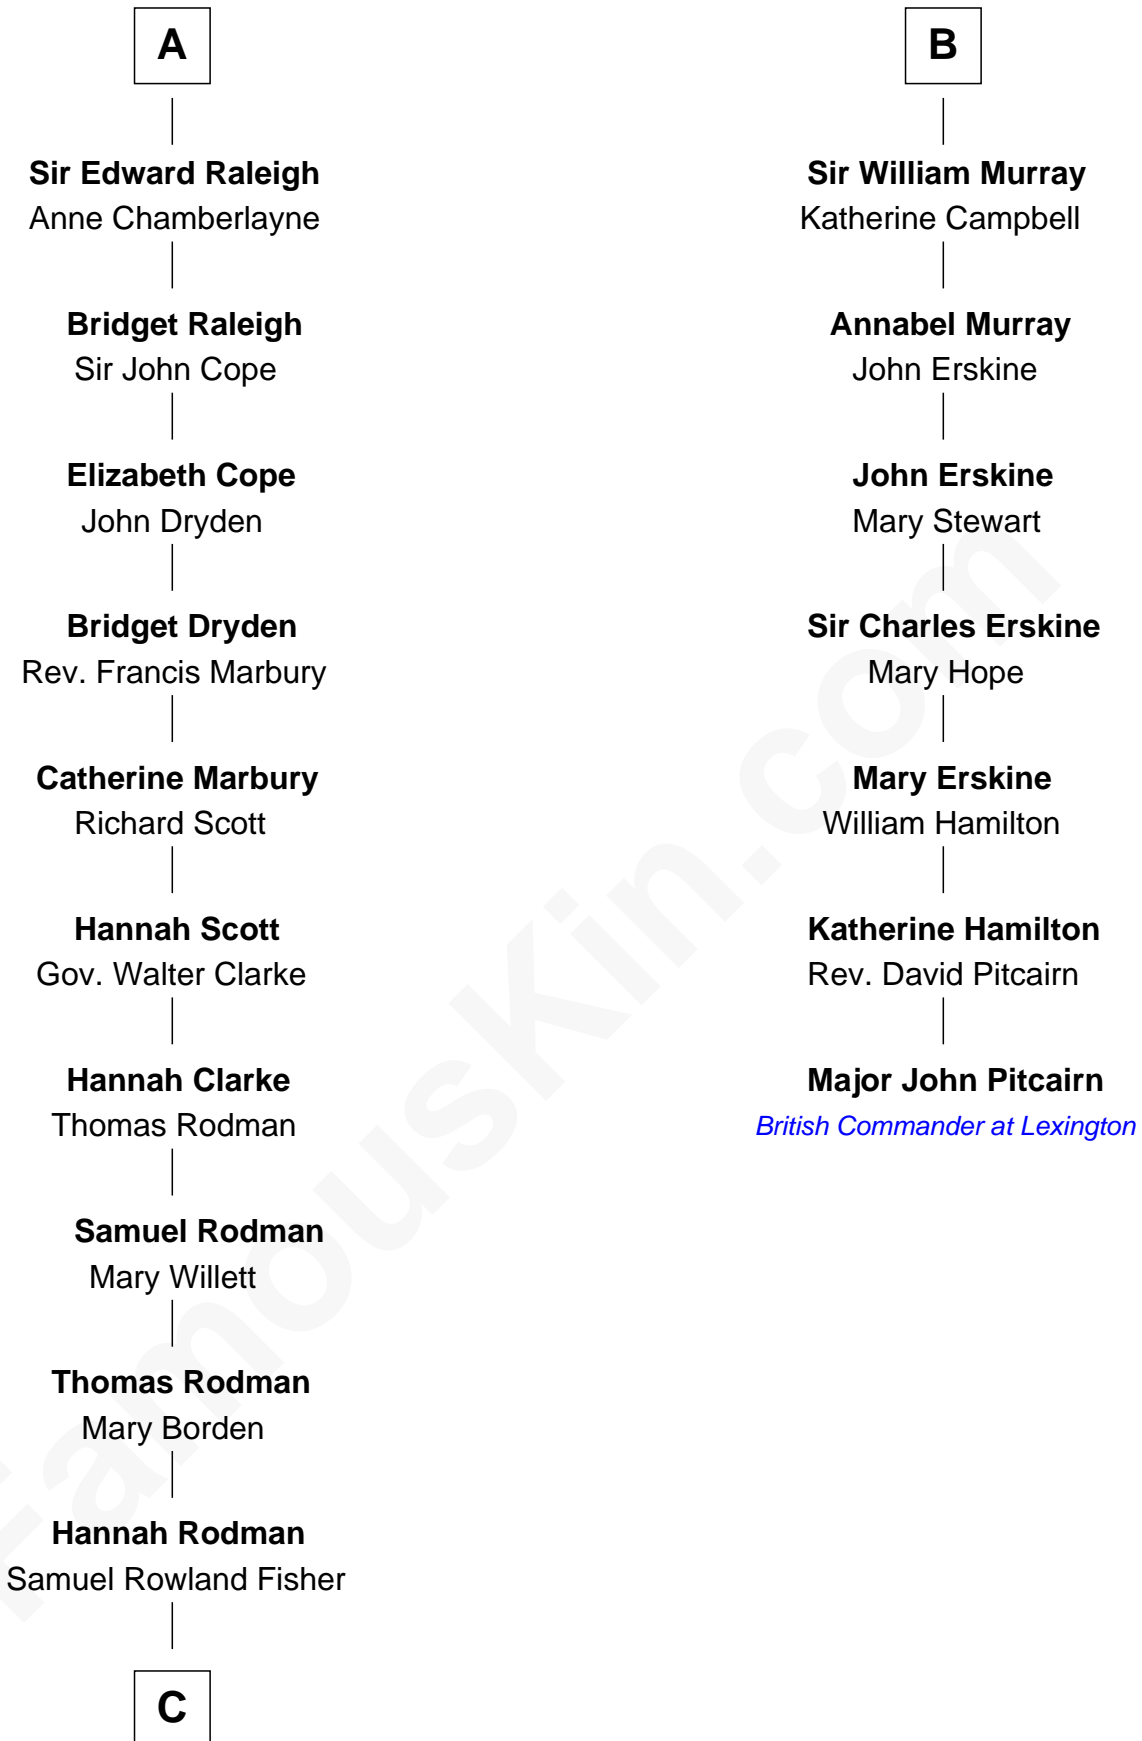 A
Sir Edward Raleigh
Anne Chamberlayne
Bridget Raleigh
Sir John Cope
Elizabeth Cope
John Dryden
Bridget Dryden
Rev. Francis Marbury
Catherine Marbury
Richard Scott
Hannah Scott
Gov. Walter Clarke
Hannah Clarke
Thomas Rodman
Samuel Rodman
Mary Willett
Thomas Rodman
Mary Borden
Hannah Rodman
Samuel Rowland Fisher
C
B
Sir William Murray
Katherine Campbell
Annabel Murray
John Erskine
John Erskine
Mary Stewart
Sir Charles Erskine
Mary Hope
Mary Erskine
William Hamilton
Katherine Hamilton
Rev. David Pitcairn
Major John Pitcairn
British Commander at Lexington
FamousKin.com